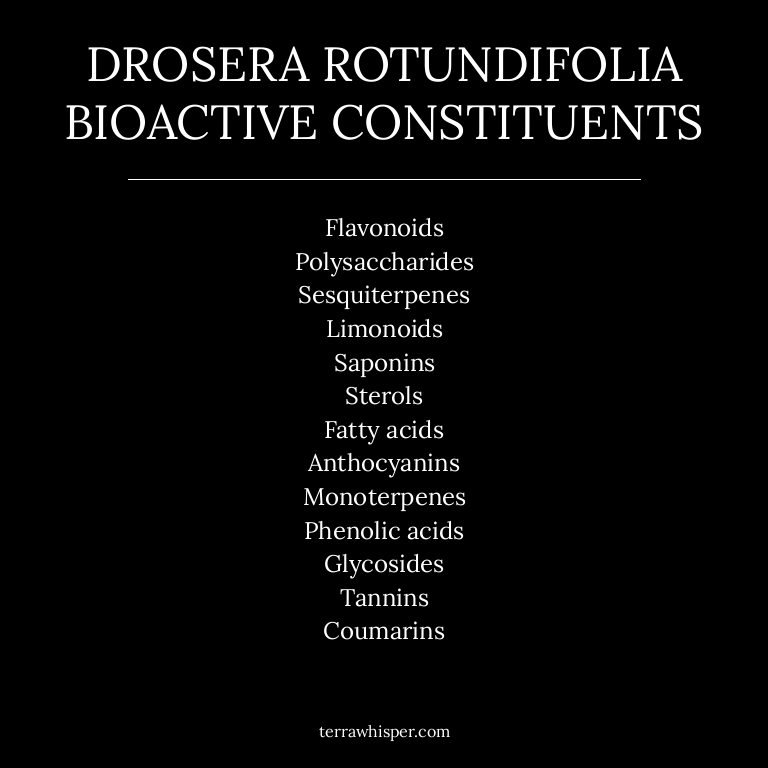 DROSERA ROTUNDIFOLIA
BIOACTIVE CONSTITUENTS
Flavonoids
Polysaccharides
Sesquiterpenes
Limonoids
Saponins
Sterols
Fatty acids
Anthocyanins
Monoterpenes
Phenolic acids
Glycosides
Tannins
Coumarins
terrawhisper.com